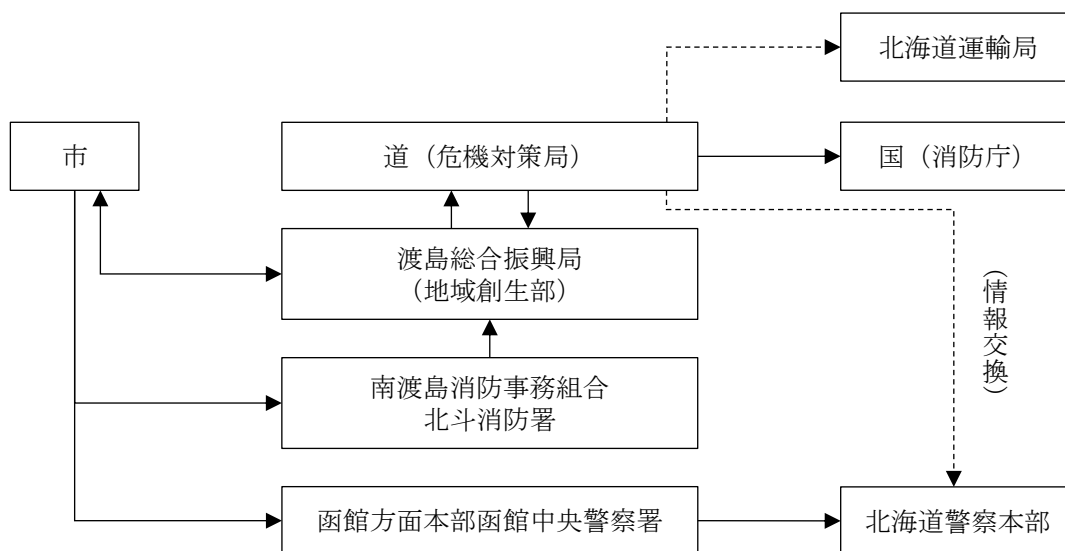 北海道運輸局
市
道（危機対策局）
国（消防庁）
渡島総合振興局
（地域創生部）
（情報交換）
南渡島消防事務組合
北斗消防署
函館方面本部函館中央警察署
北海道警察本部